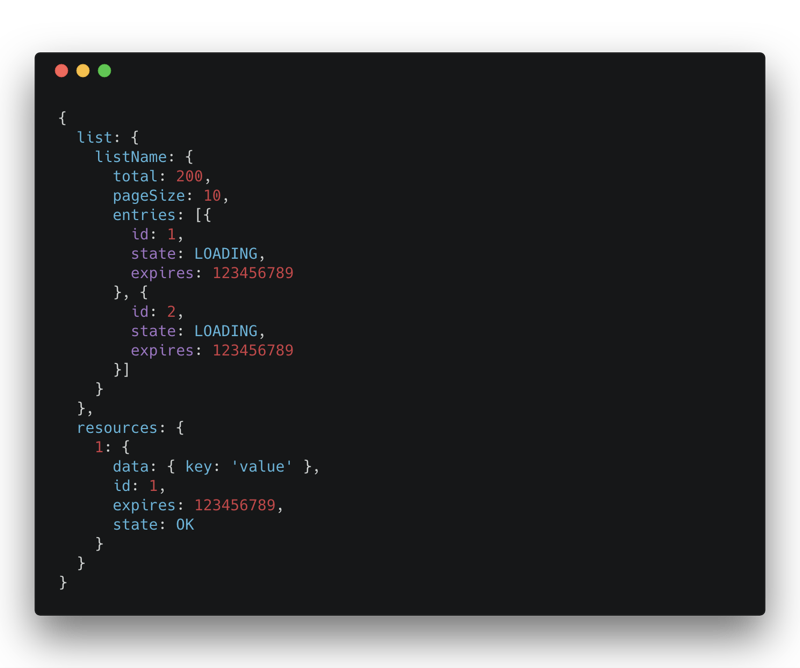 {
  list: {
    listName: {
      total: 200,
      pageSize: 10,
      entries: [{
        id: 1,
        state: LOADING,
        expires: 123456789
      }, {
        id: 2,
        state: LOADING,
        expires: 123456789
      }]
    }
  },
  resources: {
    1: {
      data: { key: 'value' },
      id: 1,
      expires: 123456789,
      state: OK
    }
  }
}